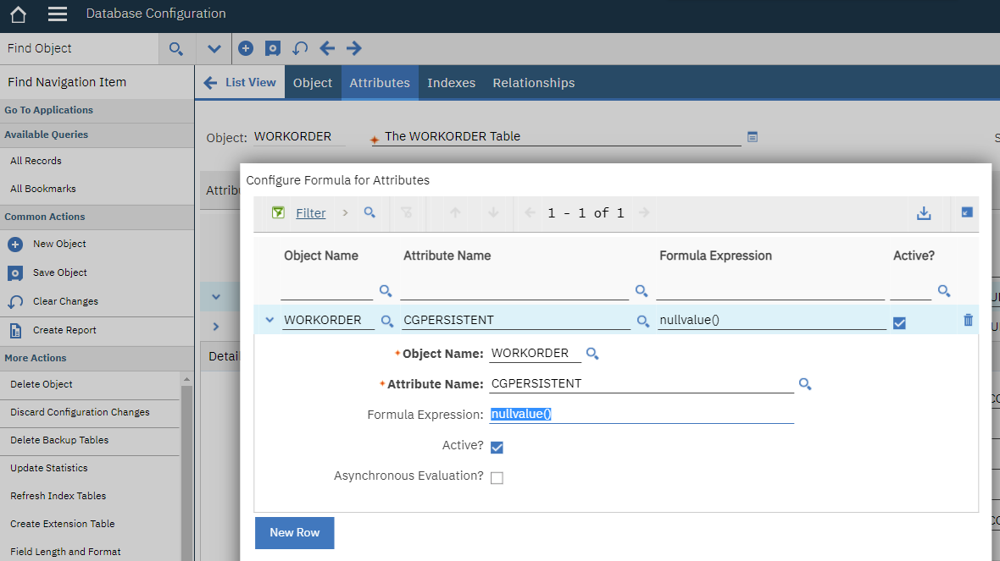 Database Configuration
Find Object
Find Navigation Item
Go To Applications
Available Queries
All Records
All Bookmarks
Common Actions
New Object
Save Object
Clear Changes
Create Report
More Actions
Delete Object
Discard Configuration Changes
Delete Backup Tables
Update Statistics
Refresh Index Tables
Create Extension Table
Field Length and Format
List View Object Attributes Indexes Relationships
Object: WORKORDER The WORKORDER Table
Configure Formula for Attributes
Filter 1 - 1 of 1
Object Name Attribute Name Formula Expression Active?
WORKORDER CGPERSISTENT nullvalue()
Object Name: WORKORDER
Attribute Name: CGPERSISTENT
Formula Expression: nullvalue()
Active?
Asynchronous Evaluation?
New Row